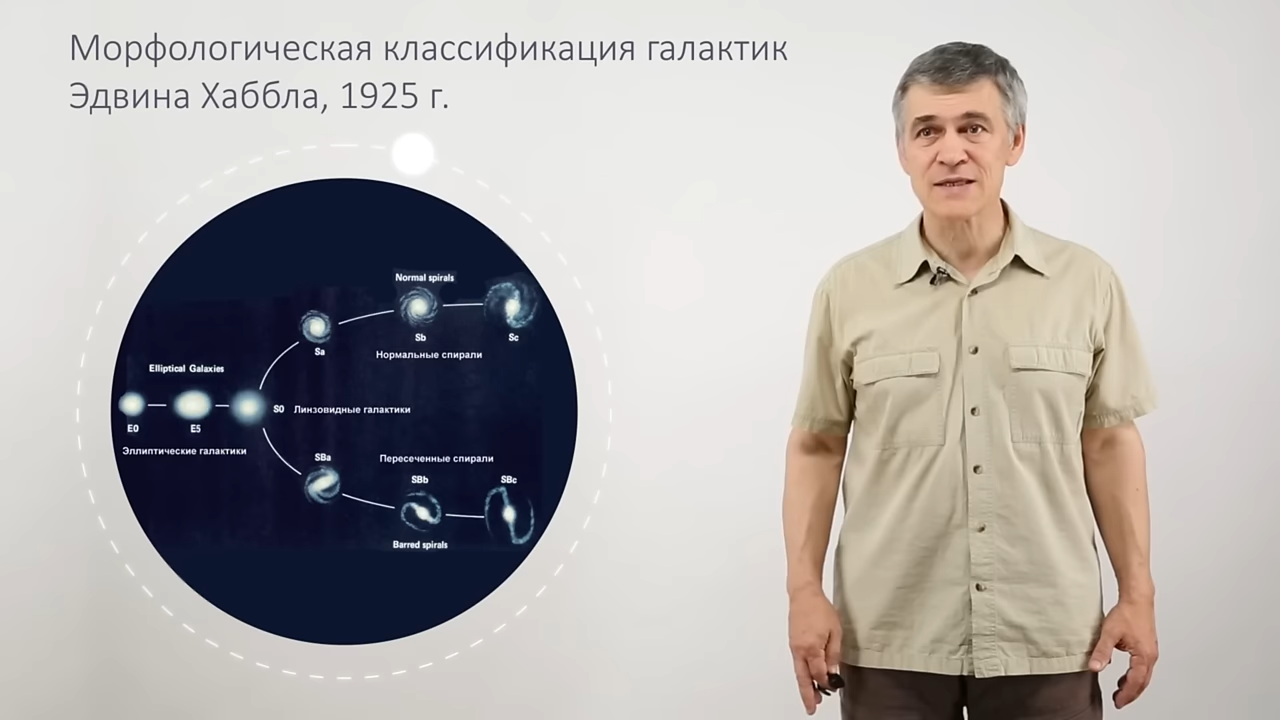 Морфологическая классификация галактик
Эдвина Хаббла, 1925 г.
Normal spirals
Sa
Sb
Sc
Нормальные спирали
Elliptical Galaxies
E0
E5
S0 Линзовидные галактики
Эллиптические галактики
SBa
Пересеченные спирали
SBb
SBc
Barred spirals